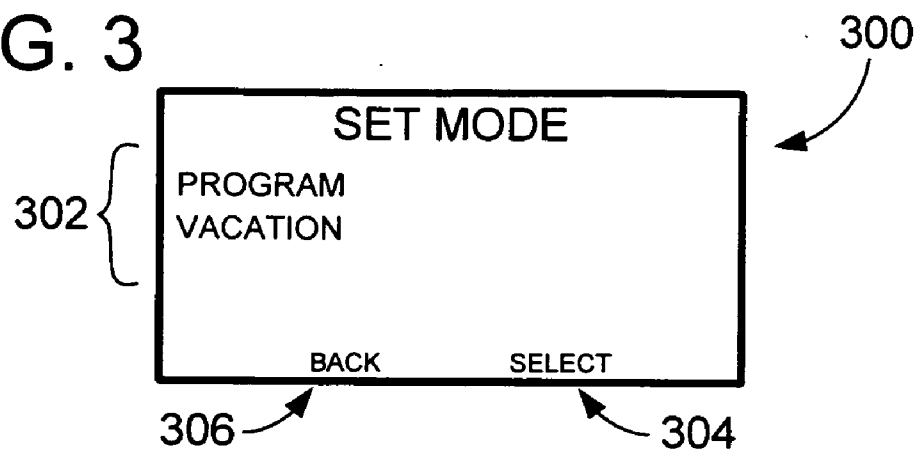 G. 3
300
SET MODE
302
PROGRAM
VACATION
BACK SELECT
306 304